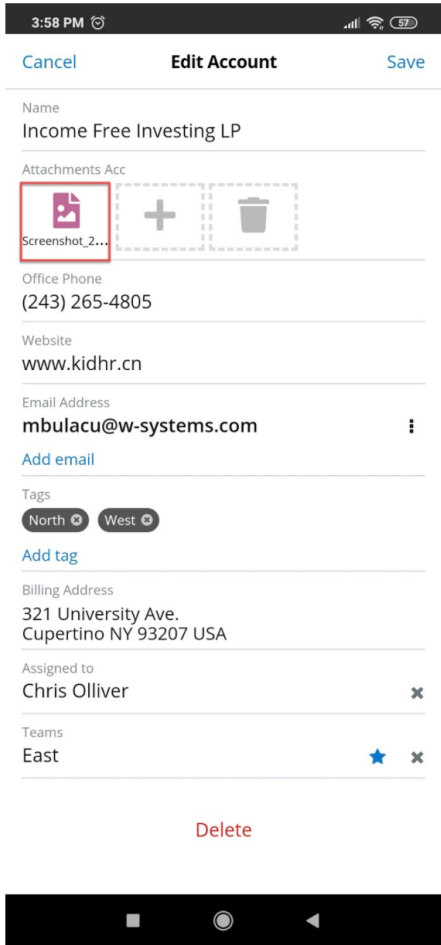 3:58 PM
57
Cancel Edit Account Save
Name
Income Free Investing LP
Attachments Acc
Screenshot_2...
Office Phone
(243) 265-4805
Website
www.kidhr.cn
Email Address
mbulacu@w-systems.com
Add email
Tags
North West
Add tag
Billing Address
321 University Ave.
Cupertino NY 93207 USA
Assigned to
Chris Olliver
Teams
East
Delete